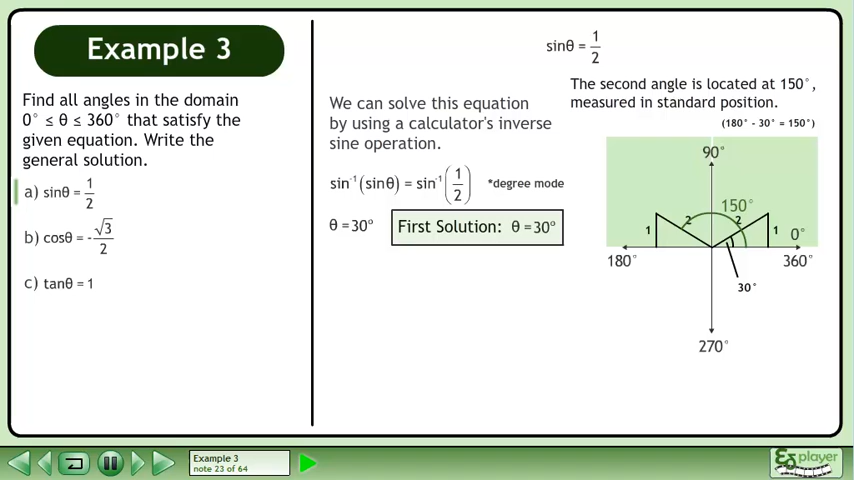 Example 3
Find all angles in the domain
0° ≤ θ ≤ 360° that satisfy the
given equation. Write the
general solution.
a) sinθ = 1/2
b) cosθ = -√3/2
c) tanθ = 1
sinθ = 1/2
We can solve this equation
by using a calculator's inverse
sine operation.
sin⁻¹(sinθ) = sin⁻¹(1/2) *degree mode
θ = 30° First Solution: θ = 30°
The second angle is located at 150°,
measured in standard position.
(180° - 30° = 150°)
90°
150°
2 2
1 1 0°
180° 360°
30°
270°
Example 3
note 23 of 64
player